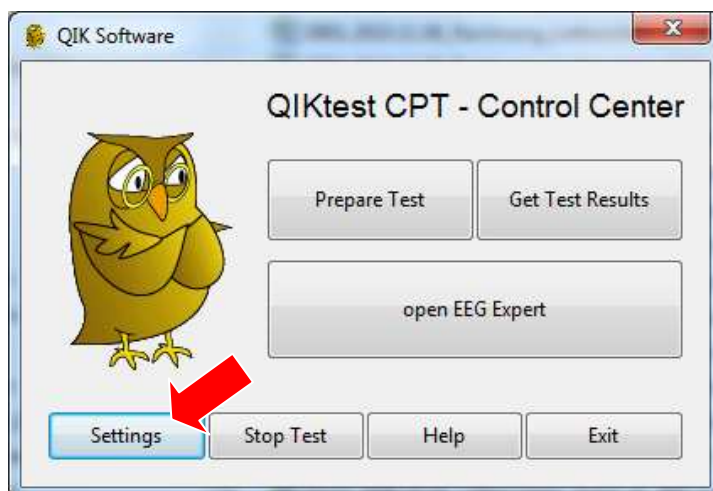 QIK Software
QIKtest CPT - Control Center
Prepare Test
Get Test Results
open EEG Expert
Settings
Stop Test
Help
Exit